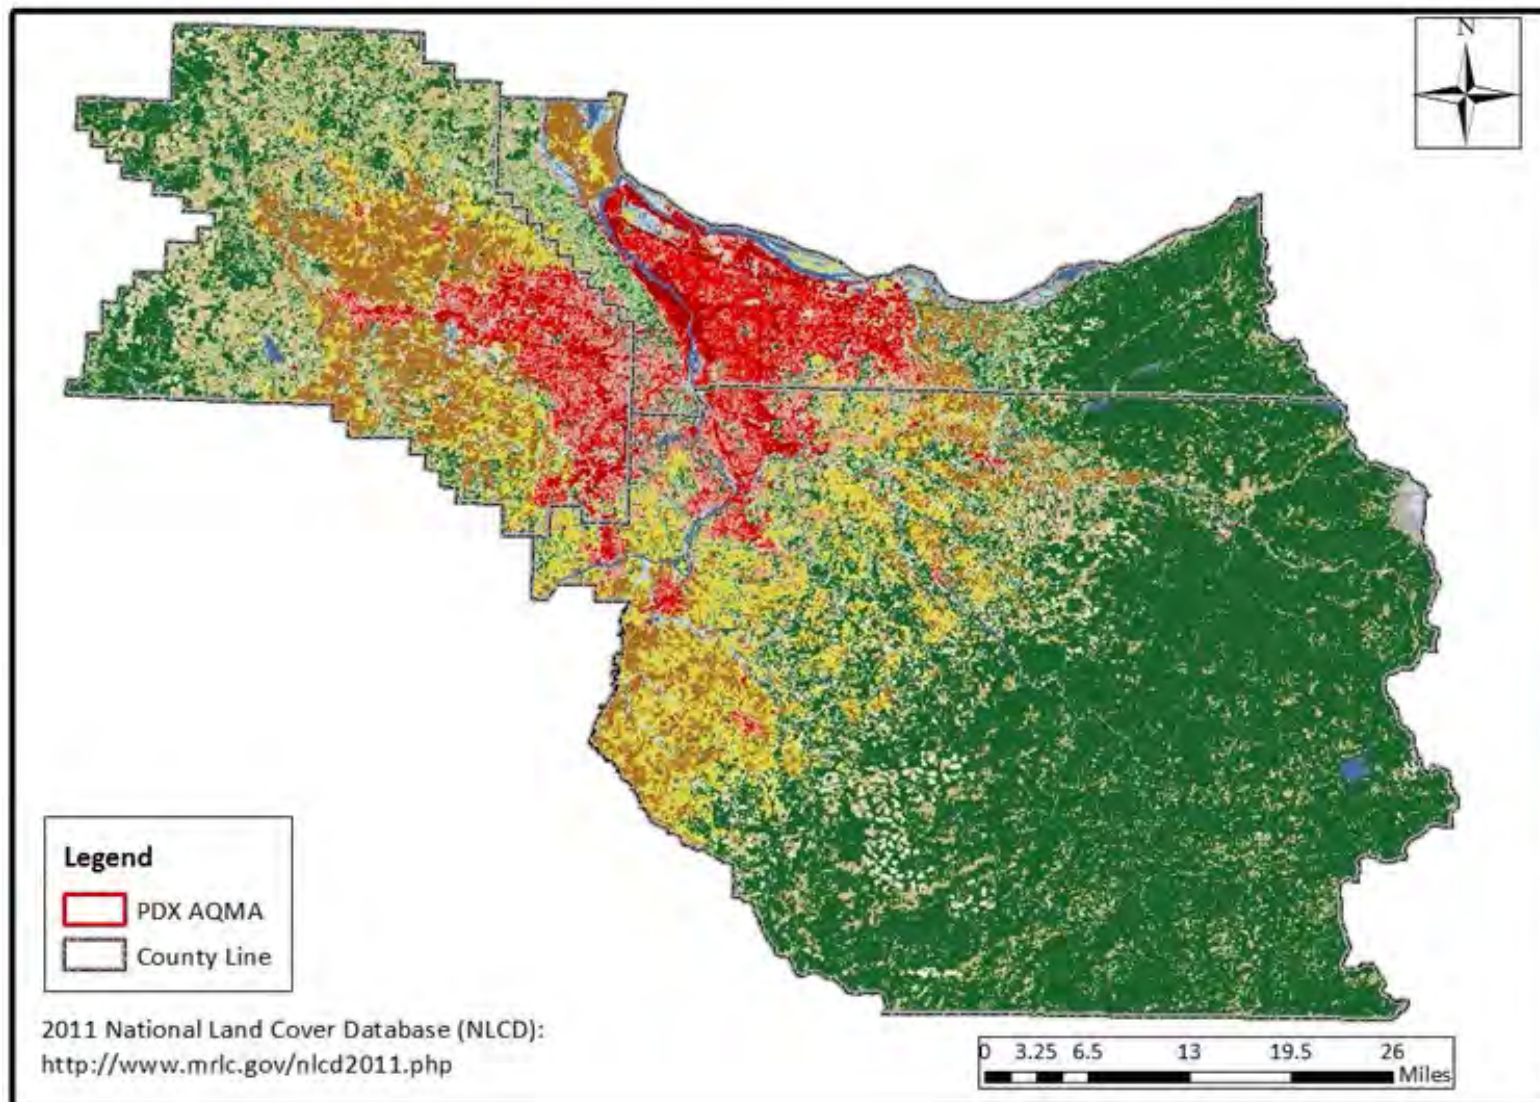 N
Legend
PDX AQMA
County Line
2011 National Land Cover Database (NLCD):
http://www.mrlc.gov/nlcd2011.php
0 3.25 6.5 13 19.5 26
Miles